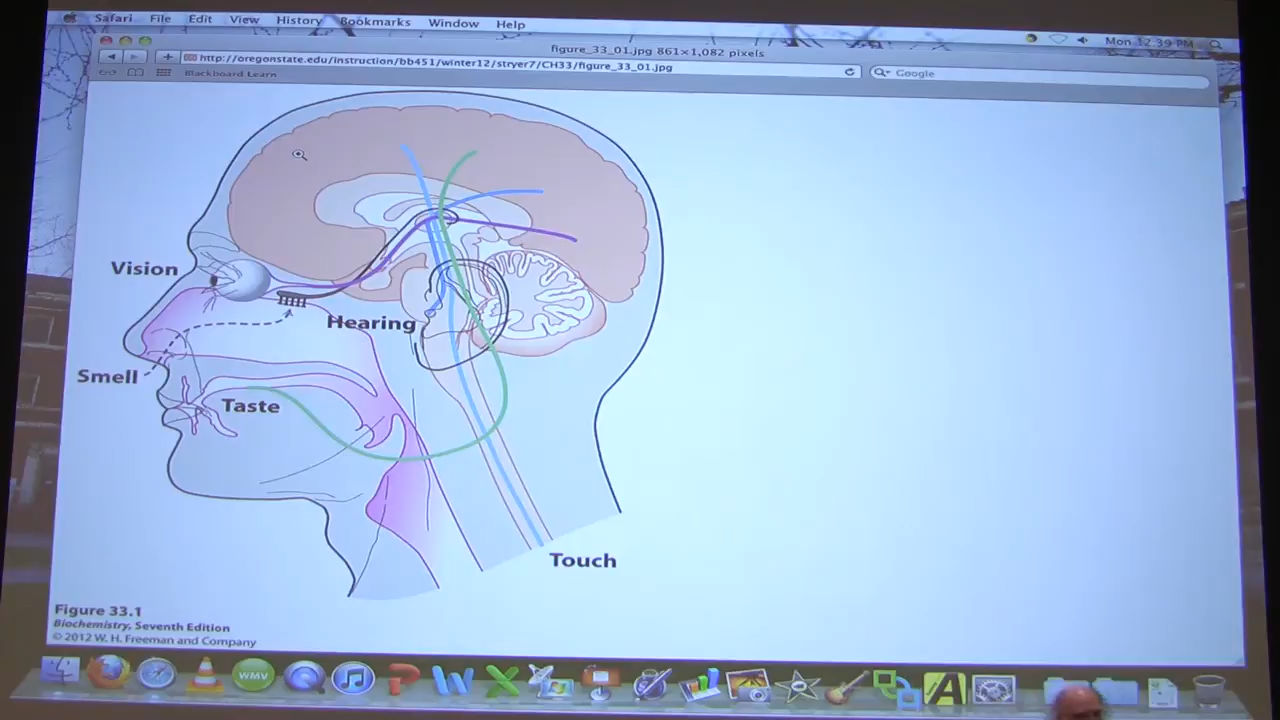 Safari File Edit View History Bookmarks Window Help
Mon 12:39 PM
figure_33_01.jpg 861×1,082 pixels
http://oregonstate.edu/instruction/bb451/winter12/stryer7/CH33/figure_33_01.jpg
Google
Blackboard Learn
Vision
Hearing
Smell
Taste
Touch
Figure 33.1
Biochemistry, Seventh Edition
© 2012 W. H. Freeman and Company
WMV